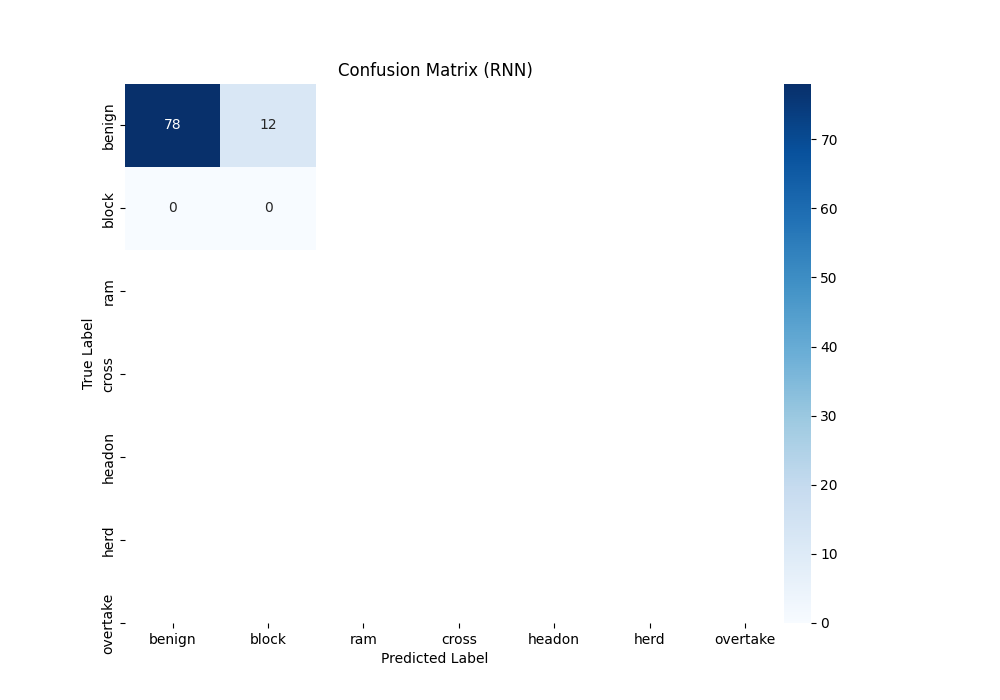 Confusion Matrix (RNN)
benign
block
ram
cross
headon
herd
overtake
True Label
78 12
0 0
benign block ram cross headon herd overtake
Predicted Label
70
60
50
40
30
20
10
0